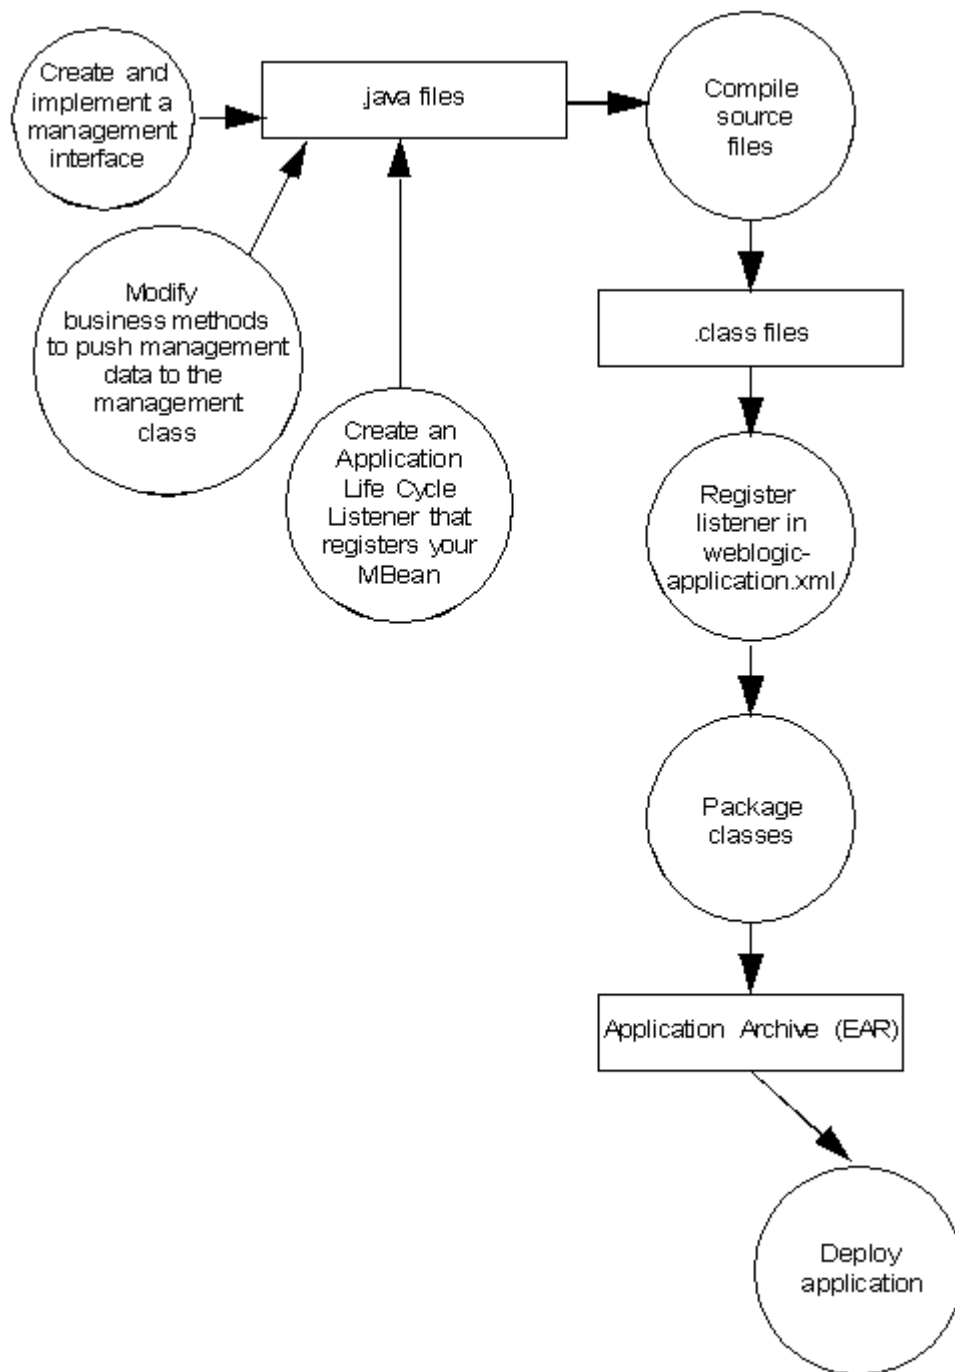 Create and
implement a
management
interface
.java files
Compile
source
files
Modify
business methods
to push management
data to the
management
class
.class files
Create an
Application
Life Cycle
Listener that
registers your
MBean
Register
listener in
weblogic-
application.xml
Package
classes
Application Archive (EAR)
Deploy
application